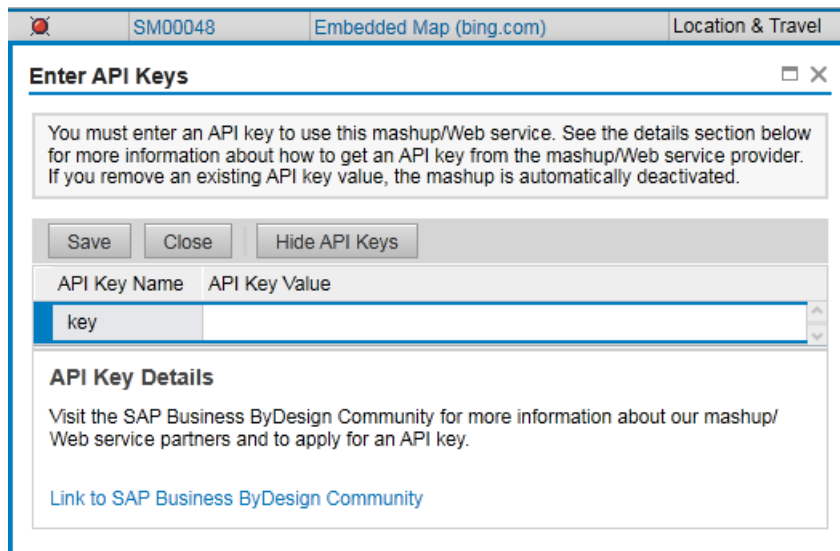 SM00048 Embedded Map (bing.com) Location & Travel
Enter API Keys
You must enter an API key to use this mashup/Web service. See the details section below
for more information about how to get an API key from the mashup/Web service provider.
If you remove an existing API key value, the mashup is automatically deactivated.
Save Close Hide API Keys
API Key Name API Key Value
key
API Key Details
Visit the SAP Business ByDesign Community for more information about our mashup/
Web service partners and to apply for an API key.
Link to SAP Business ByDesign Community